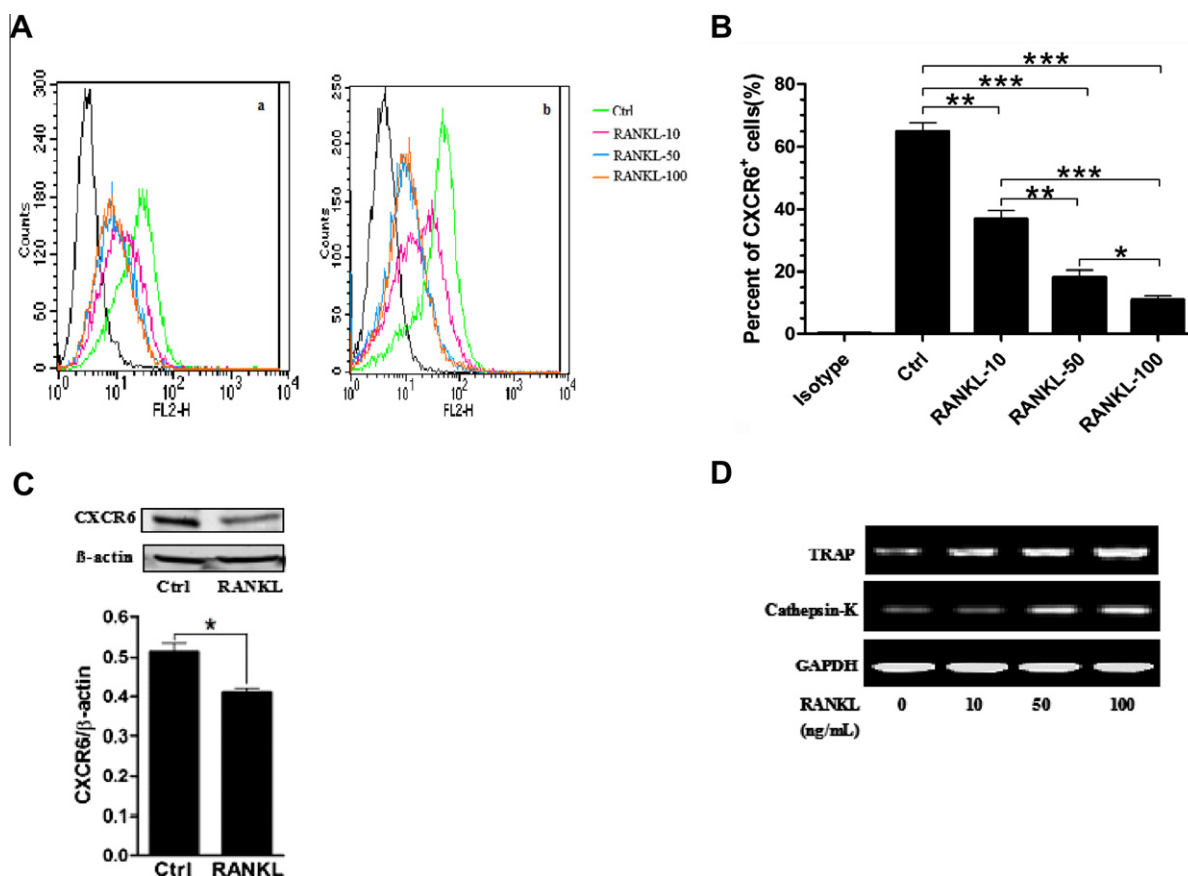 A
300
240
180
120
60
0
Counts
a
10^0 10^1 10^2 10^3 10^4
FL2-H
250
200
150
100
50
0
Counts
b
10^0 10^1 10^2 10^3 10^4
FL2-H
Ctrl
RANKL-10
RANKL-50
RANKL-100
B
Percent of CXCR6+ cells(%)
80
60
40
20
0
***
***
**
***
**
*
Isotype
Ctrl
RANKL-10
RANKL-50
RANKL-100
C
CXCR6
ß-actin
Ctrl RANKL
CXCR6/β-actin
0.6
0.5
0.4
0.3
0.2
0.1
0.0
*
Ctrl RANKL
D
TRAP
Cathepsin-K
GAPDH
RANKL 0 10 50 100
(ng/mL)